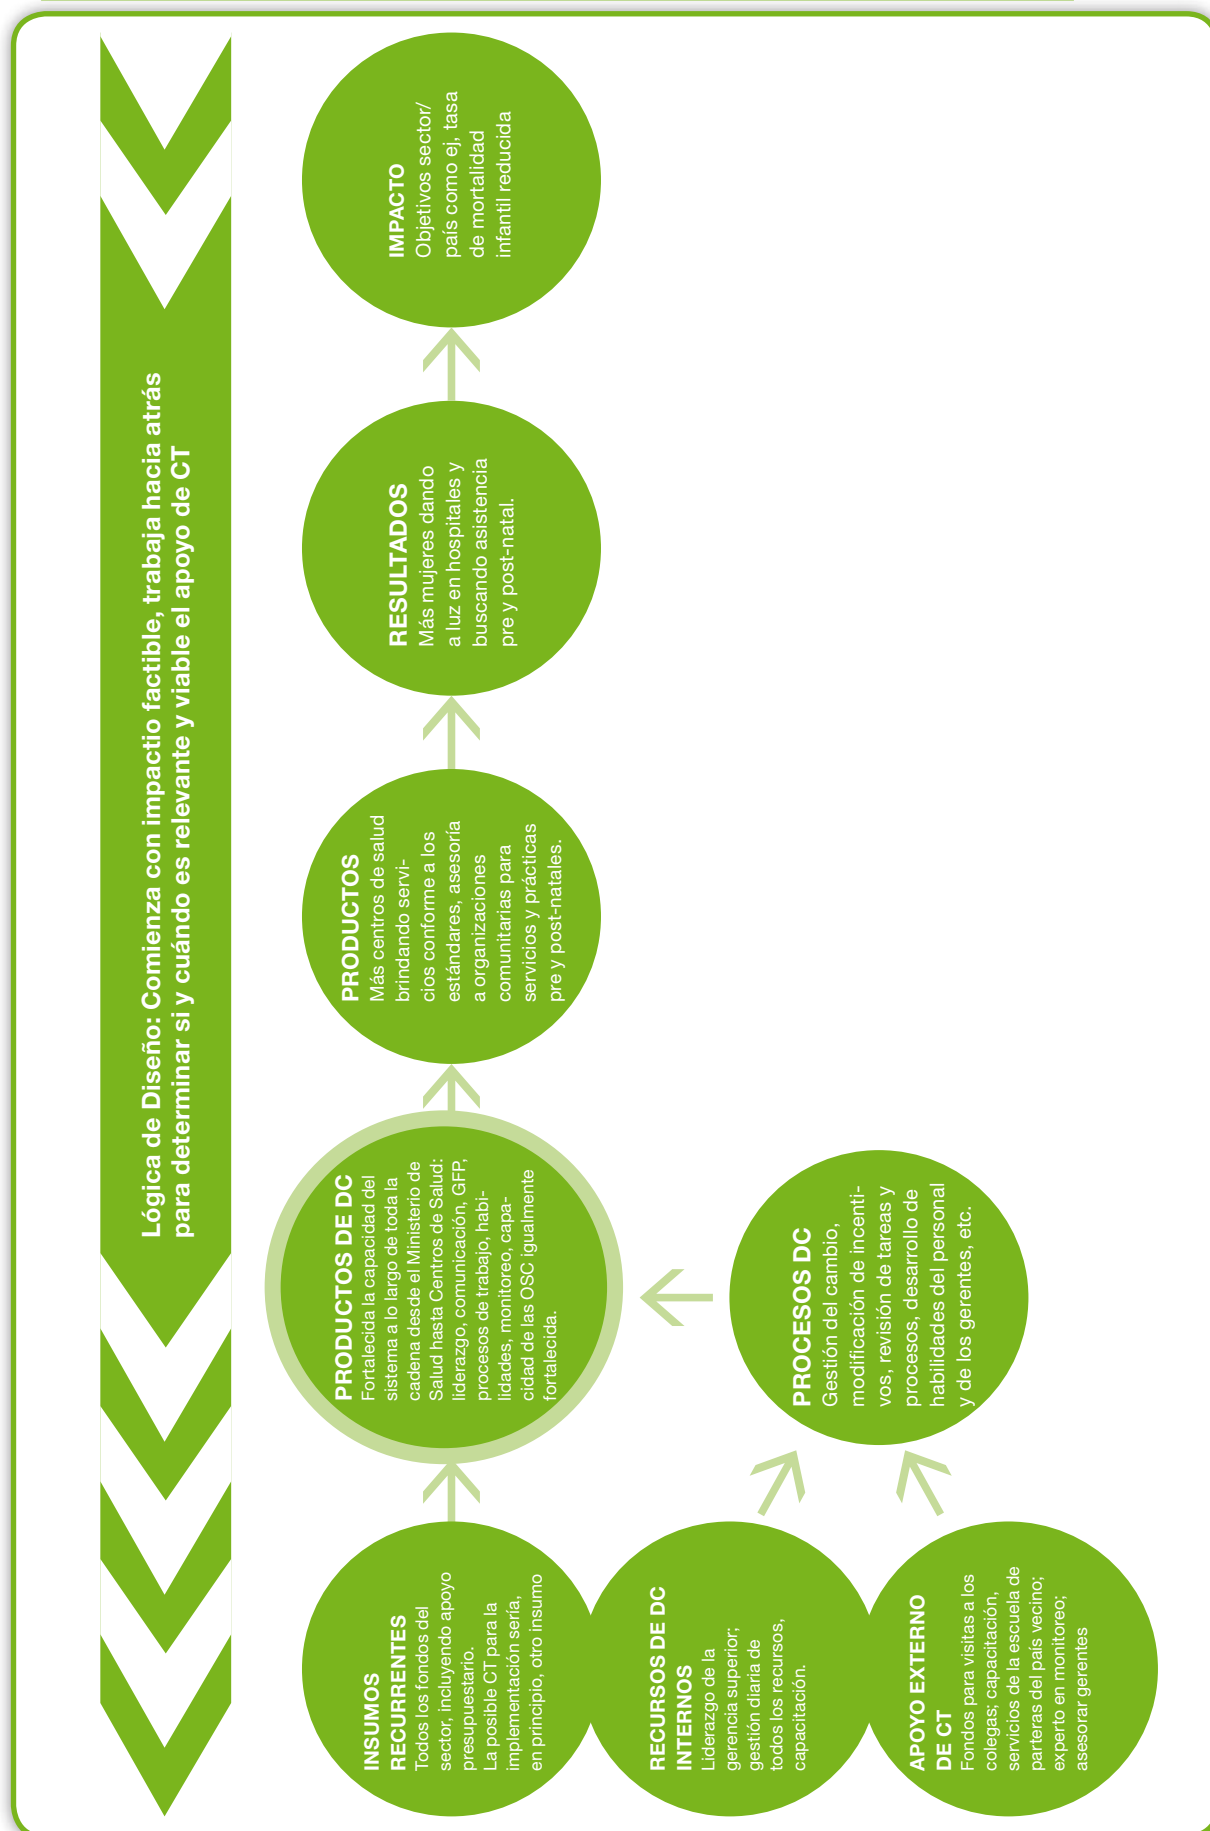 Lógica de Diseño: Comienza con impactio factible, trabaja hacia atrás
para determinar si y cuándo es relevante y viable el apoyo de CT
INSUMOS
RECURRENTES
Todos los fondos del
sector, incluyendo apoyo
presupuestario.
La posible CT para la
implementación sería,
en principio, otro insumo
PRODUCTOS DE DC
Fortalecida la capacidad del
sistema a lo largo de toda la
cadena desde el Ministerio de
Salud hasta Centros de Salud:
liderazgo, comunicación, GFP,
procesos de trabajo, habi-
lidades, monitoreo, capa-
cidad de las OSC igualmente
fortalecida.
PRODUCTOS
Más centros de salud
brindando servi-
cios conforme a los
estándares, asesoría
a organizaciones
comunitarias para
servicios y prácticas
pre y post-natales.
RESULTADOS
Más mujeres dando
a luz en hospitales y
buscando asistencia
pre y post-natal.
IMPACTO
Objetivos sector/
país como ej, tasa
de mortalidad
infantil reducida
RECURSOS DE DC
INTERNOS
Liderazgo de la
gerencia superior;
gestión diaria de
todos los recursos,
capacitación.
PROCESOS DC
Gestión del cambio,
modificación de incenti-
vos, revisión de tareas y
procesos, desarrollo de
habilidades del personal
y de los gerentes, etc.
APOYO EXTERNO
DE CT
Fondos para visitas a los
colegas; capacitación,
servicios de la escuela de
parteras del país vecino;
experto en monitoreo;
asesorar gerentes